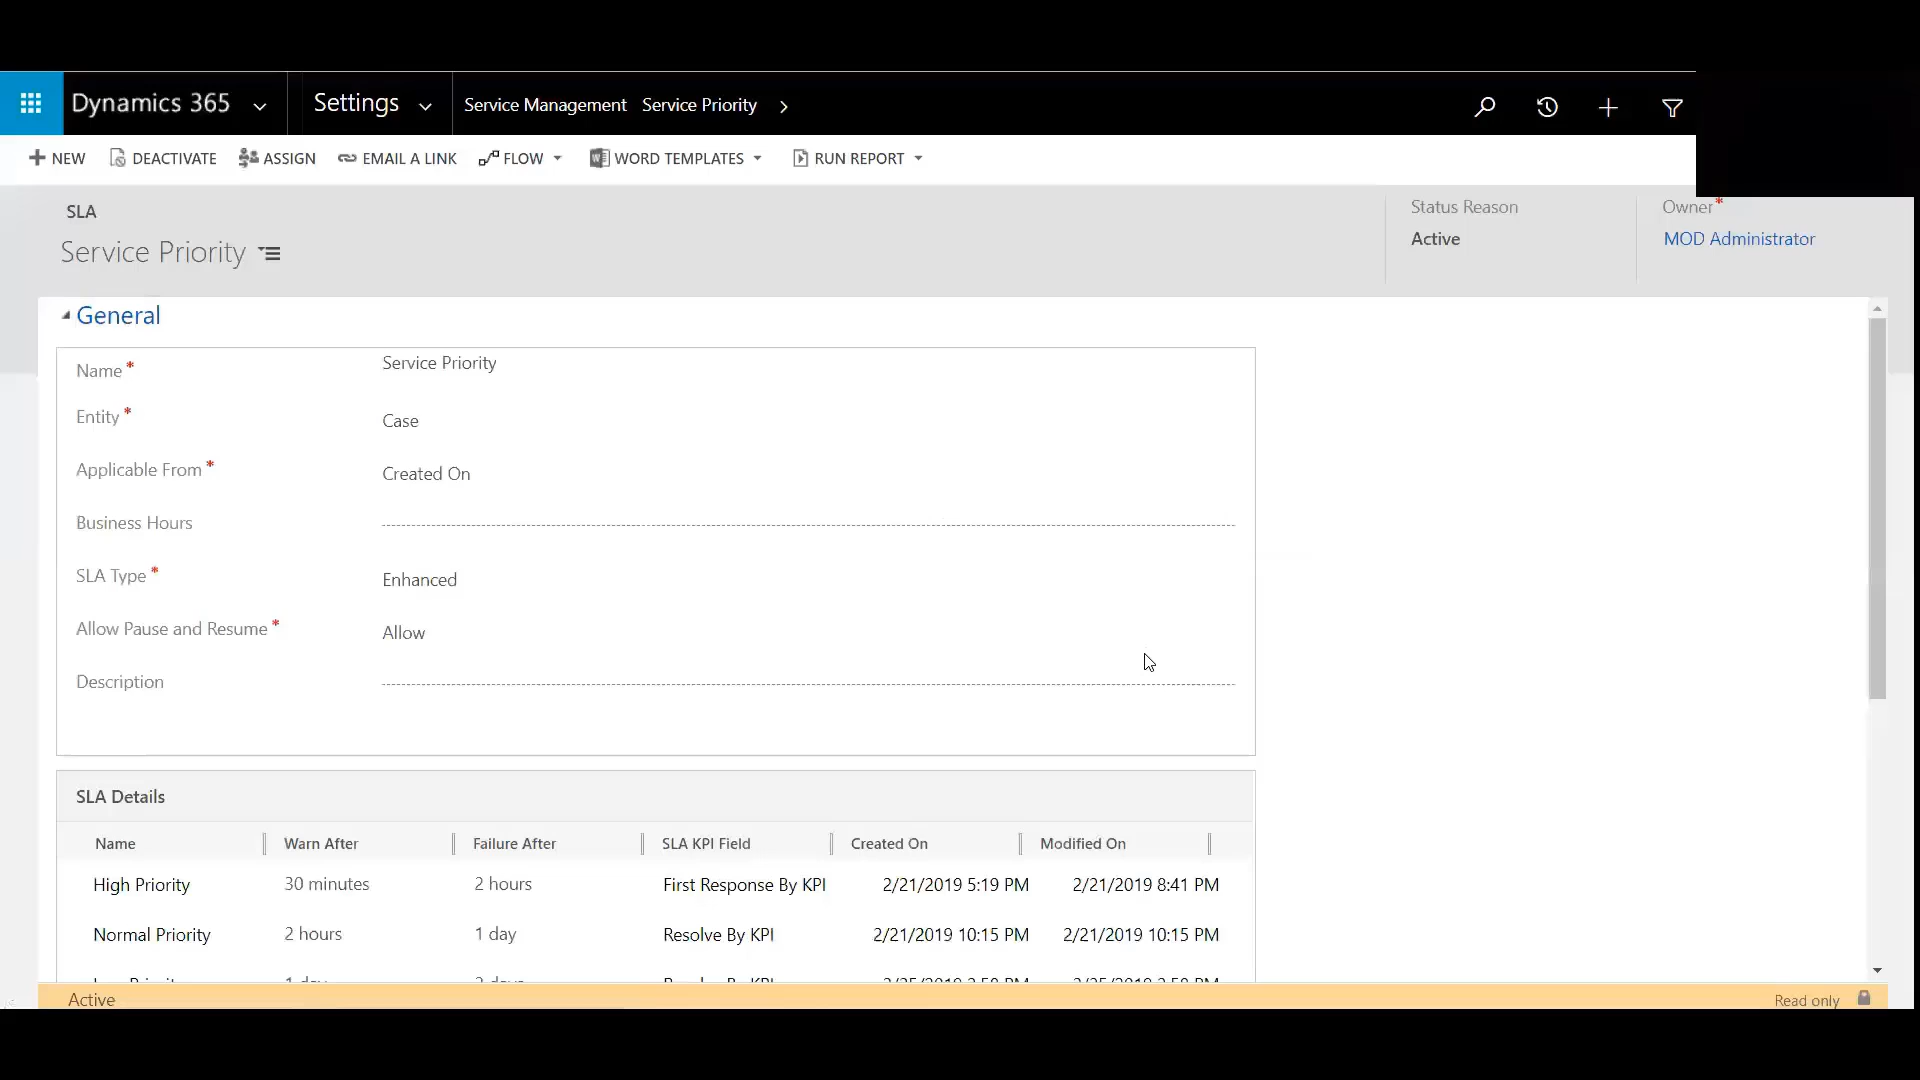 Dynamics 365 Settings Service Management Service Priority
NEW DEACTIVATE ASSIGN EMAIL A LINK FLOW WORD TEMPLATES RUN REPORT
SLA
Service Priority
Status Reason
Active
Owner*
MOD Administrator
General
Name* Service Priority
Entity* Case
Applicable From* Created On
Business Hours
SLA Type* Enhanced
Allow Pause and Resume* Allow
Description
SLA Details
Name Warn After Failure After SLA KPI Field Created On Modified On
High Priority 30 minutes 2 hours First Response By KPI 2/21/2019 5:19 PM 2/21/2019 8:41 PM
Normal Priority 2 hours 1 day Resolve By KPI 2/21/2019 10:15 PM 2/21/2019 10:15 PM
Active Read only